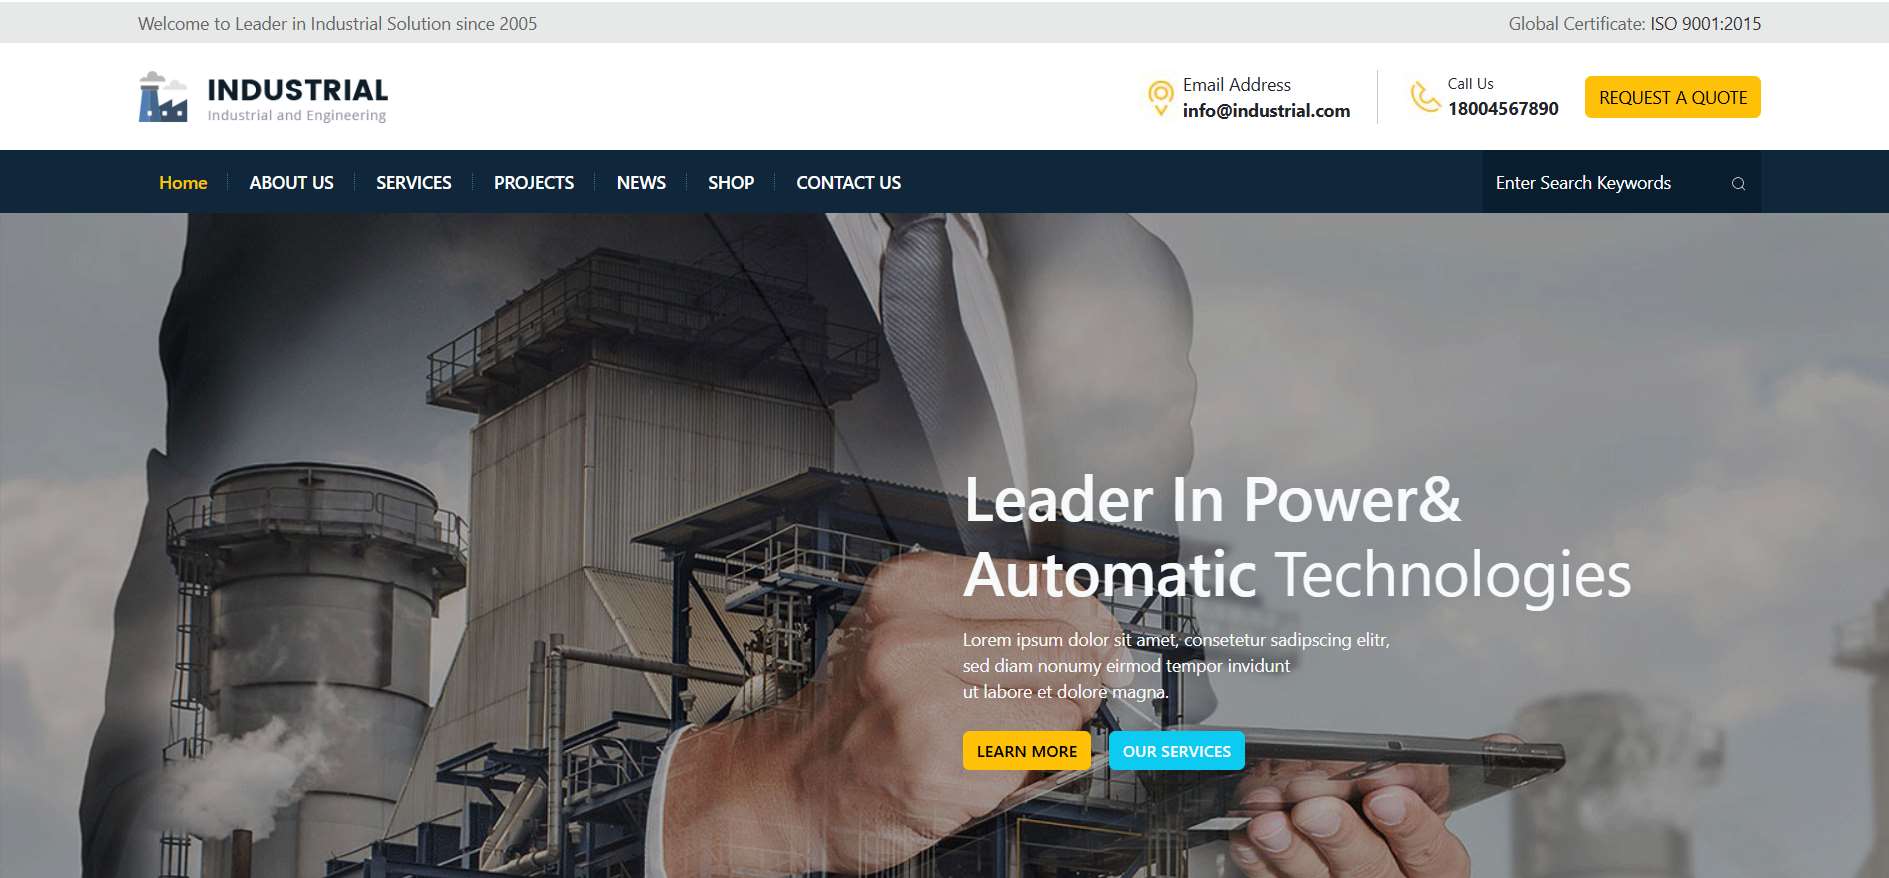 Welcome to Leader in Industrial Solution since 2005
Global Certificate: ISO 9001:2015
INDUSTRIAL
Industrial and Engineering
Email Address
info@industrial.com
Call Us
18004567890
REQUEST A QUOTE
Home
ABOUT US
SERVICES
PROJECTS
NEWS
SHOP
CONTACT US
Enter Search Keywords
Leader In Power&
Automatic Technologies
Lorem ipsum dolor sit amet, consetetur sadipscing elitr,
sed diam nonumy eirmod tempor invidunt
ut labore et dolore magna.
LEARN MORE
OUR SERVICES